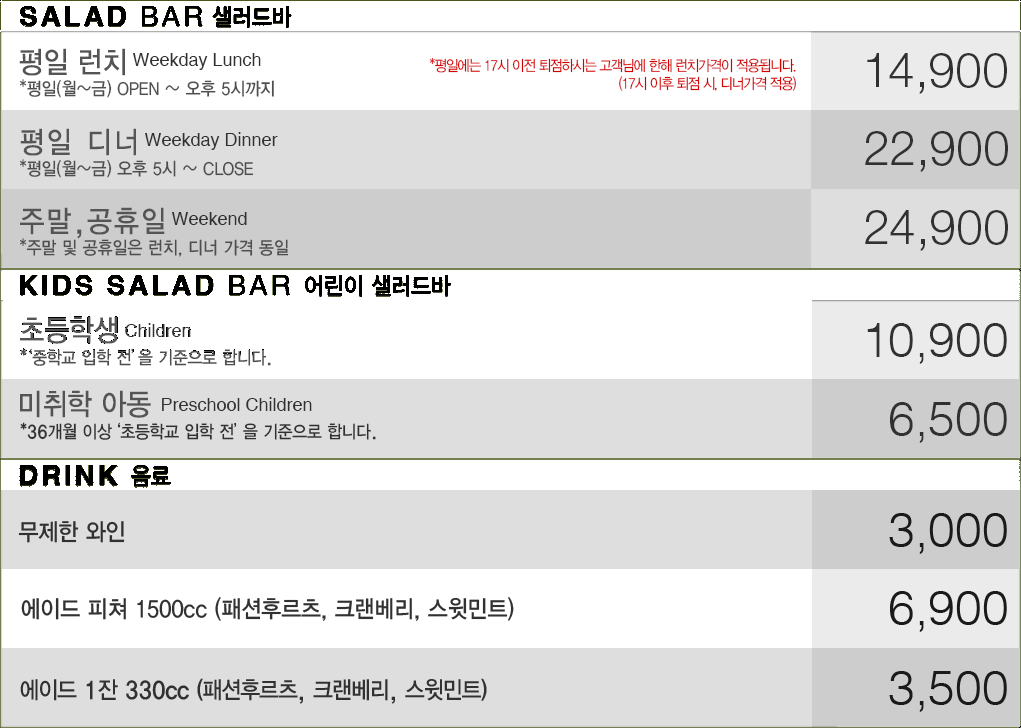 SALAD BAR 샐러드바
평일 런치 Weekday Lunch
*평일(월~금) OPEN ~ 오후 5시까지
*평일에는 17시 이전 퇴점하시는 고객님에 한해 런치가격이 적용됩니다.
(17시 이후 퇴점 시, 디너가격 적용)
14,900
평일 디너 Weekday Dinner
*평일(월~금) 오후 5시 ~ CLOSE
22,900
주말,공휴일 Weekend
*주말 및 공휴일은 런치, 디너 가격 동일
24,900
KIDS SALAD BAR 어린이 샐러드바
초등학생 Children
*'중학교 입학 전'을 기준으로 합니다.
10,900
미취학 아동 Preschool Children
*36개월 이상 '초등학교 입학 전' 을 기준으로 합니다.
6,500
DRINK 음료
무제한 와인
3,000
에이드 피쳐 1500cc (패션후르츠, 크랜베리, 스윗민트)
6,900
에이드 1잔 330cc (패션후르츠, 크랜베리, 스윗민트)
3,500